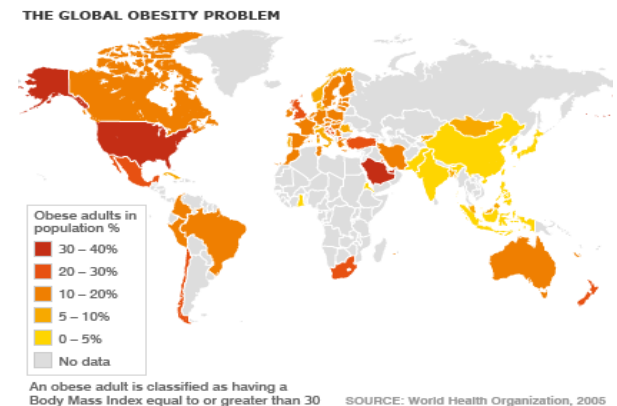 THE GLOBAL OBESITY PROBLEM
Obese adults in
population %
30 – 40%
20 – 30%
10 – 20%
5 – 10%
0 – 5%
No data
An obese adult is classified as having a
Body Mass Index equal to or greater than 30
SOURCE: World Health Organization, 2005